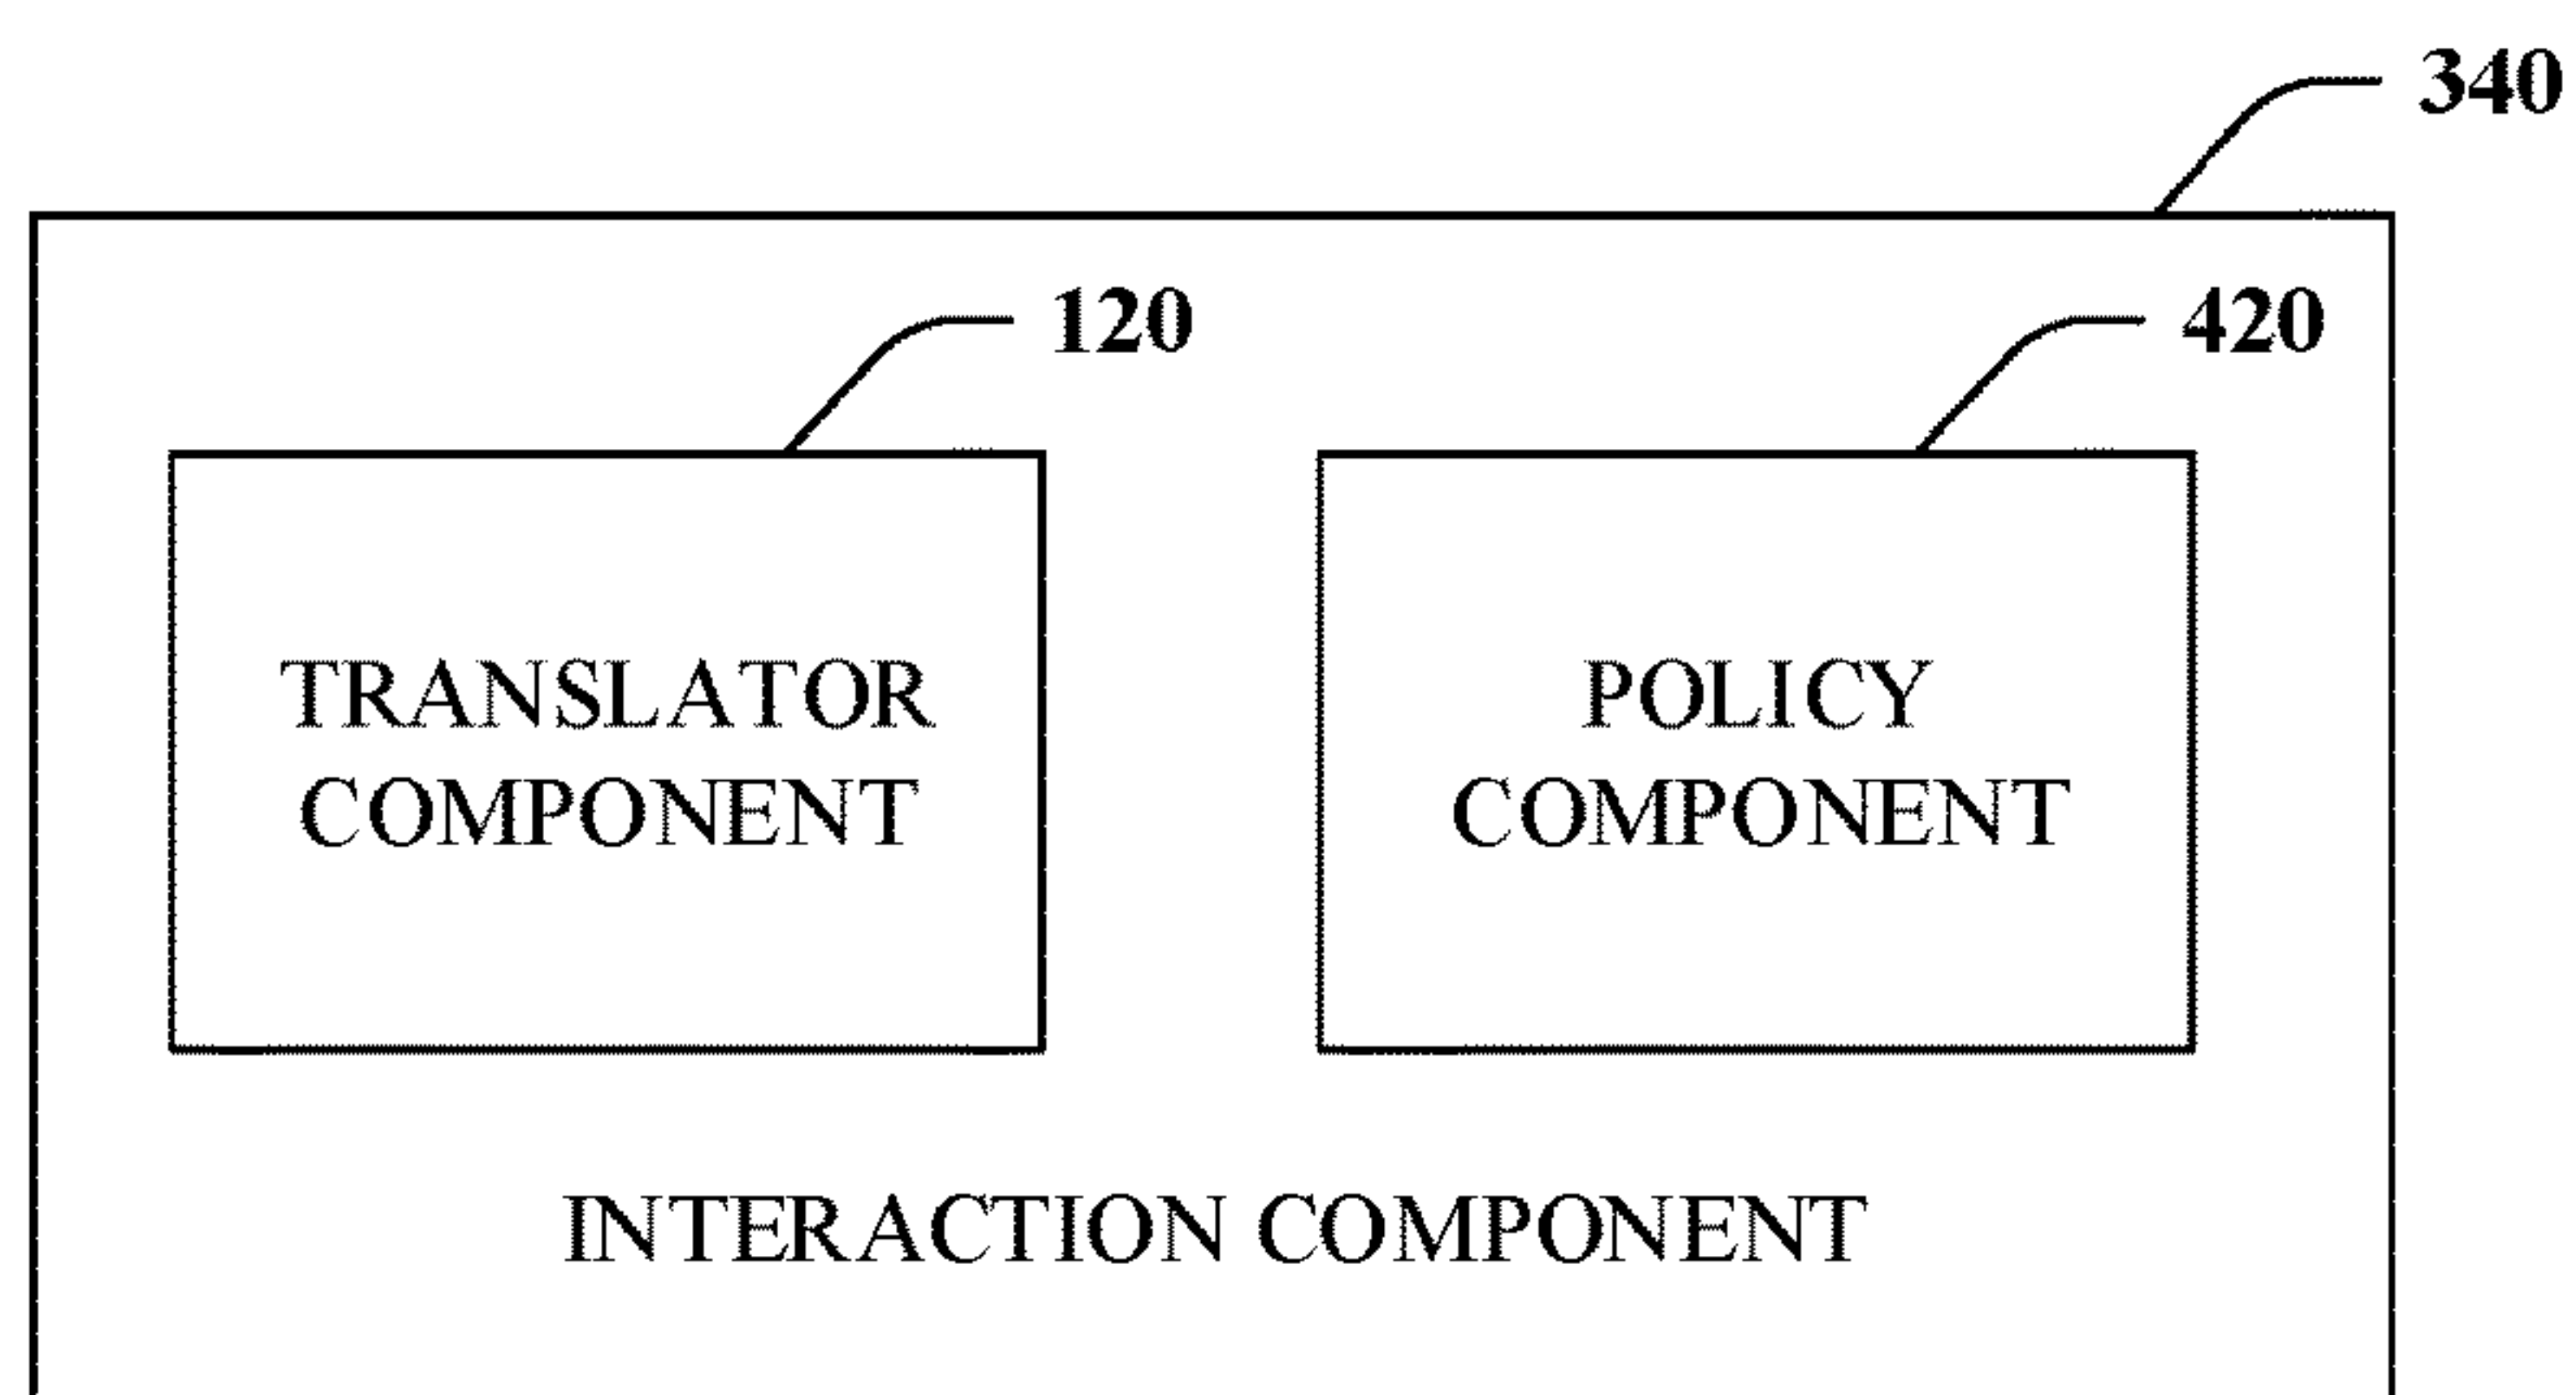 340
120
420
TRANSLATOR
COMPONENT
POLICY
COMPONENT
INTERACTION COMPONENT